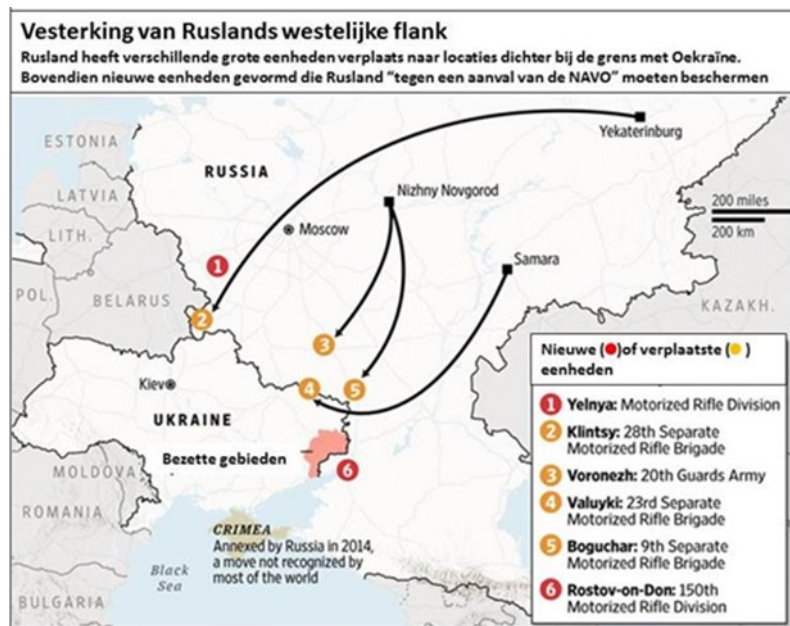 Vesterking van Ruslands westelijke flank
Rusland heeft verschillende grote eenheden verplaats naar locaties dichter bij de grens met Oekraïne.
Bovendien nieuwe eenheden gevormd die Rusland “tegen een aanval van de NAVO” moeten beschermen
ESTONIA
LATVIA
LITH.
POL.
BELARUS
RUSSIA
Moscow
Nizhny Novgorod
Yekaterinburg
Samara
200 miles
200 km
KAZAKH.
1
2
3
4
5
6
Kiev
UKRAINE
Bezette gebieden
MOLDOVA
ROMANIA
BULGARIA
Black
Sea
CRIMEA
Annexed by Russia in 2014,
a move not recognized by
most of the world
Nieuwe (●)of verplaatste (●)
eenheden
1 Yelnya: Motorized Rifle Division
2 Klintsy: 28th Separate
Motorized Rifle Brigade
3 Voronezh: 20th Guards Army
4 Valuyki: 23rd Separate
Motorized Rifle Brigade
5 Boguchar: 9th Separate
Motorized Rifle Brigade
6 Rostov-on-Don: 150th
Motorized Rifle Division